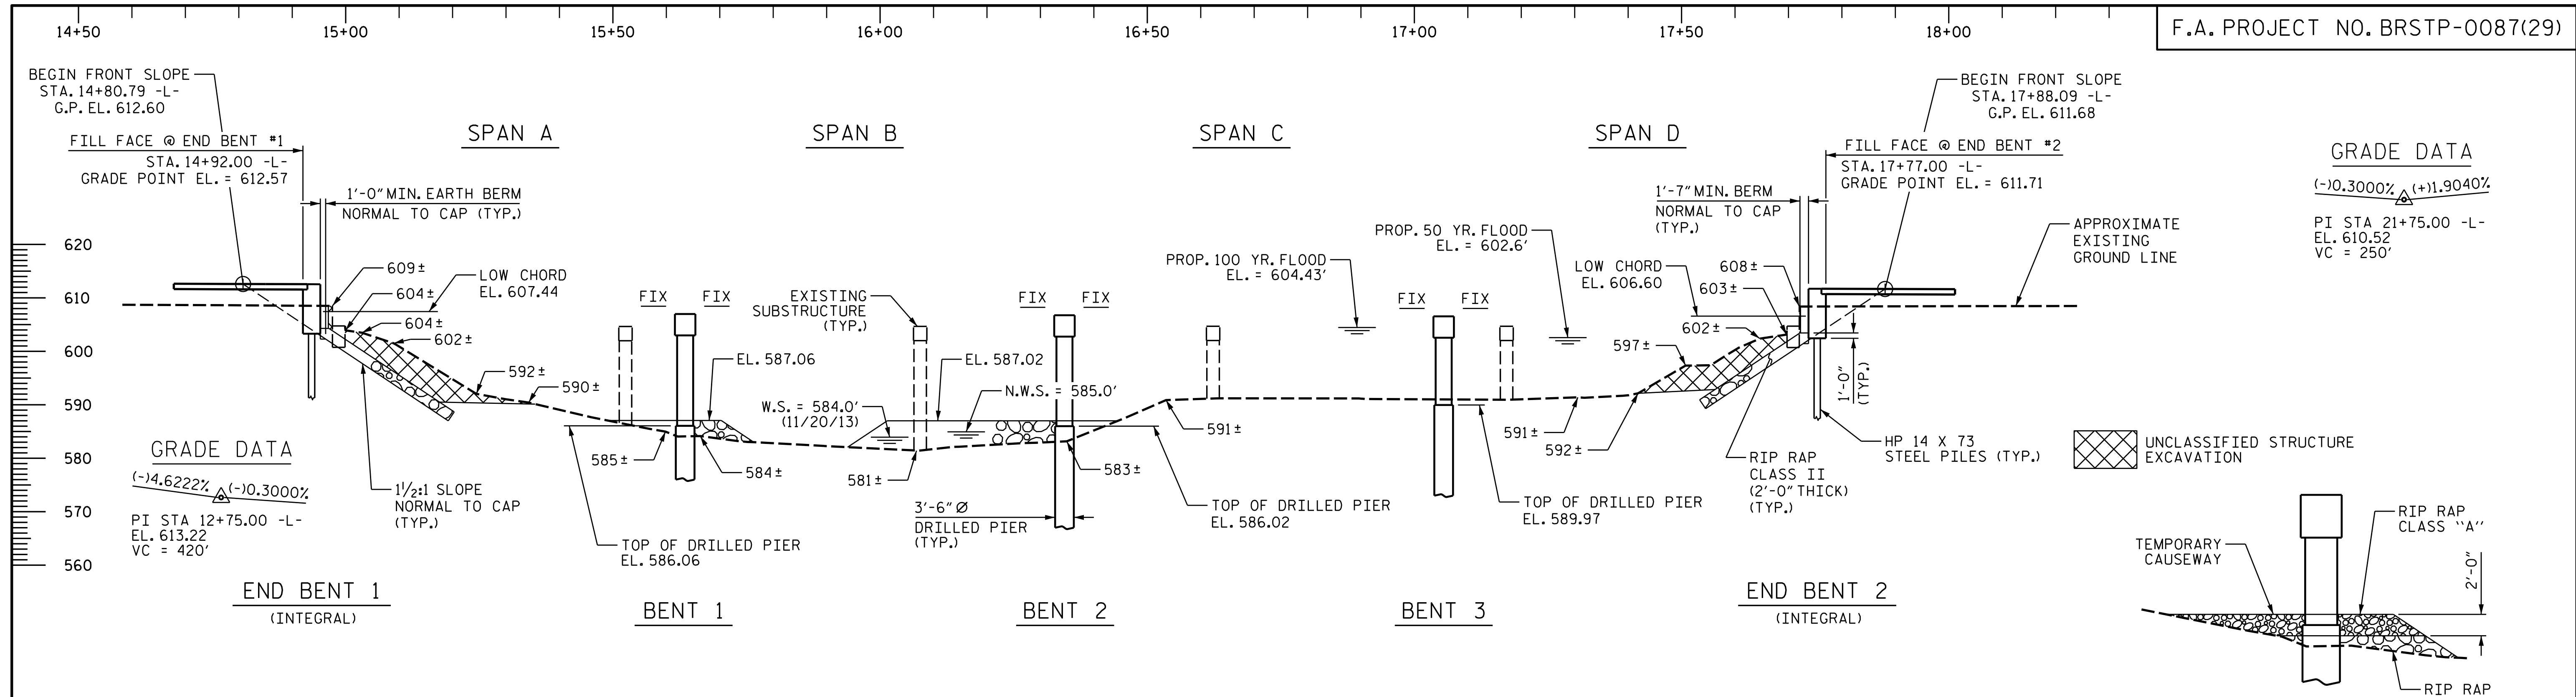 14+50
15+00
15+50
16+00
16+50
17+00
17+50
18+00
F.A. PROJECT NO. BRSTP-0087(29)
BEGIN FRONT SLOPE
STA. 14+80.79 -L-
G.P. EL. 612.60
FILL FACE @ END BENT #1
STA. 14+92.00 -L-
GRADE POINT EL. = 612.57
SPAN A
SPAN B
SPAN C
SPAN D
BEGIN FRONT SLOPE
STA. 17+88.09 -L-
G.P. EL. 611.68
FILL FACE @ END BENT #2
STA. 17+77.00 -L-
GRADE POINT EL. = 611.71
GRADE DATA
(-)0.3000%
(+)1.9040%
PI STA 21+75.00 -L-
EL. 610.52
VC = 250'
1'-0" MIN. EARTH BERM
NORMAL TO CAP (TYP.)
1'-7" MIN. BERM
NORMAL TO CAP
(TYP.)
APPROXIMATE
EXISTING
GROUND LINE
620
610
600
590
580
570
560
609±
604±
LOW CHORD
EL. 607.44
604±
602±
592±
590±
FIX
FIX
EXISTING
SUBSTRUCTURE
(TYP.)
FIX
FIX
PROP. 100 YR. FLOOD
EL. = 604.43'
PROP. 50 YR. FLOOD
EL. = 602.6'
FIX
FIX
LOW CHORD
EL. 606.60
608±
603±
602±
597±
1'-0"
(TYP.)
EL. 587.06
EL. 587.02
N.W.S. = 585.0'
W.S. = 584.0'
(11/20/13)
585±
584±
581±
583±
591±
591±
592±
GRADE DATA
(-)4.6222%
(-)0.3000%
PI STA 12+75.00 -L-
EL. 613.22
VC = 420'
1½:1 SLOPE
NORMAL TO CAP
(TYP.)
TOP OF DRILLED PIER
EL. 586.06
3'-6" Ø
DRILLED PIER
(TYP.)
TOP OF DRILLED PIER
EL. 586.02
TOP OF DRILLED PIER
EL. 589.97
RIP RAP
CLASS II
(2'-0" THICK)
(TYP.)
HP 14 X 73
STEEL PILES (TYP.)
UNCLASSIFIED STRUCTURE
EXCAVATION
END BENT 1
(INTEGRAL)
BENT 1
BENT 2
BENT 3
END BENT 2
(INTEGRAL)
TEMPORARY
CAUSEWAY
RIP RAP
CLASS "A"
2'-0"
RIP RAP